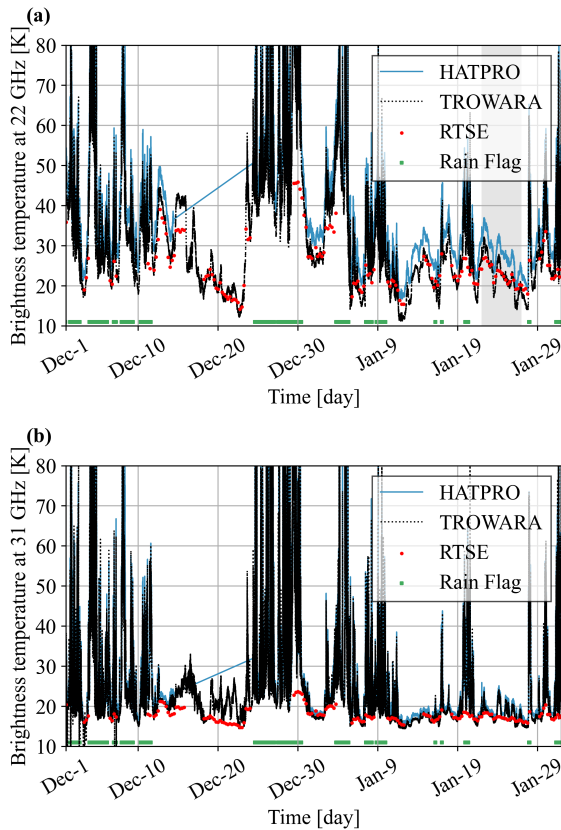 (a)
Brightness temperature at 22 GHz [K]
80
70
60
50
40
30
20
10
HATPRO
TROWARA
RTSE
Rain Flag
Dec-1
Dec-10
Dec-20
Dec-30
Jan-9
Jan-19
Jan-29
Time [day]
(b)
Brightness temperature at 31 GHz [K]
80
70
60
50
40
30
20
10
HATPRO
TROWARA
RTSE
Rain Flag
Dec-1
Dec-10
Dec-20
Dec-30
Jan-9
Jan-19
Jan-29
Time [day]